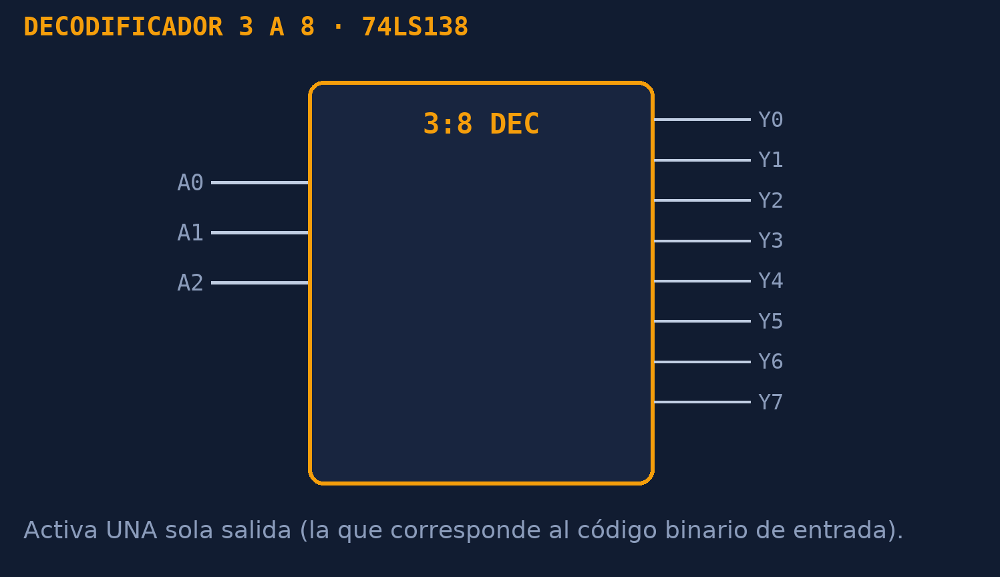 DECODIFICADOR 3 A 8 · 74LS138
3:8 DEC
A0
A1
A2
Y0
Y1
Y2
Y3
Y4
Y5
Y6
Y7
Activa UNA sola salida (la que corresponde al código binario de entrada).